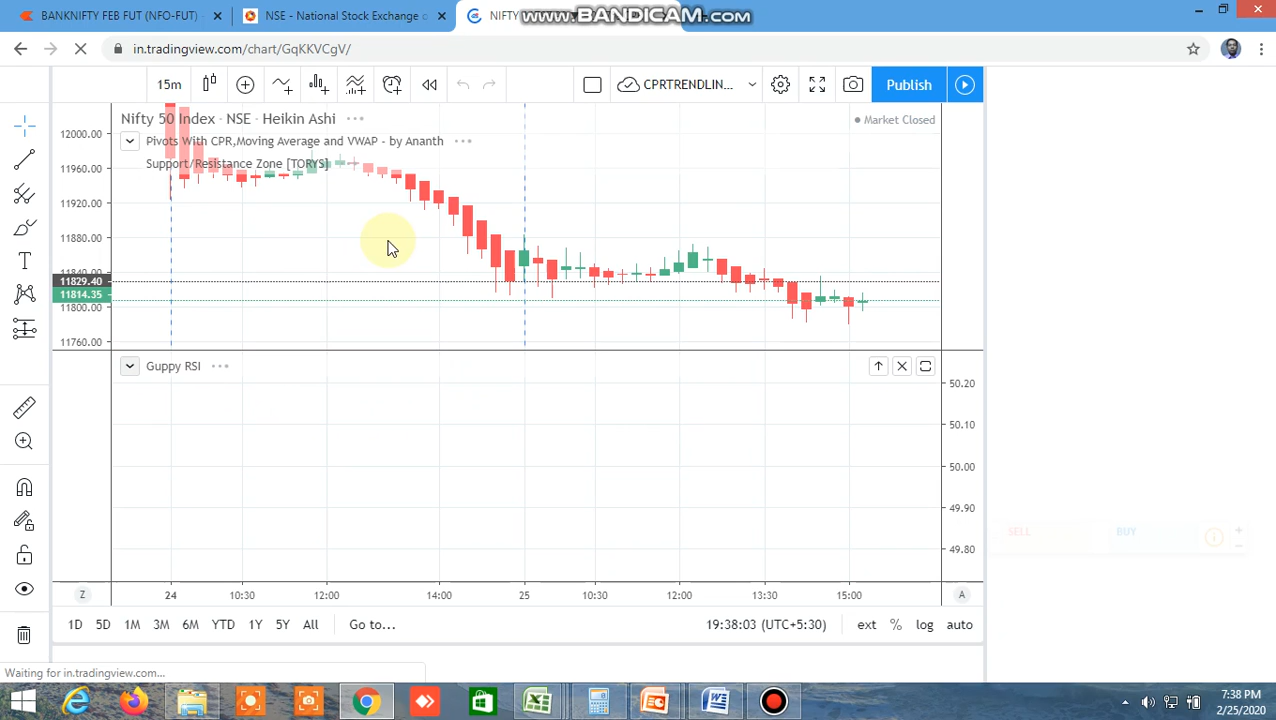 BANKNIFTY FEB FUT (NFO-FUT)
NSE - National Stock Exchange o
NIFTY
www.BANDICAM.com
in.tradingview.com/chart/GqKKVCgV/
15m
CPRTRENDLIN...
Publish
Nifty 50 Index · NSE · Heikin Ashi
Market Closed
Pivots With CPR,Moving Average and VWAP - by Ananth
Support/Resistance Zone [TORYS]
12000.00
11960.00
11920.00
11880.00
11840.00
11829.40
11814.35
11800.00
11760.00
Guppy RSI
50.20
50.10
50.00
49.90
49.80
SELL BUY
Z 24 10:30 12:00 14:00 25 10:30 12:00 13:30 15:00 A
1D 5D 1M 3M 6M YTD 1Y 5Y All Go to... 19:38:03 (UTC+5:30) ext % log auto
Waiting for in.tradingview.com...
7:38 PM
2/25/2020